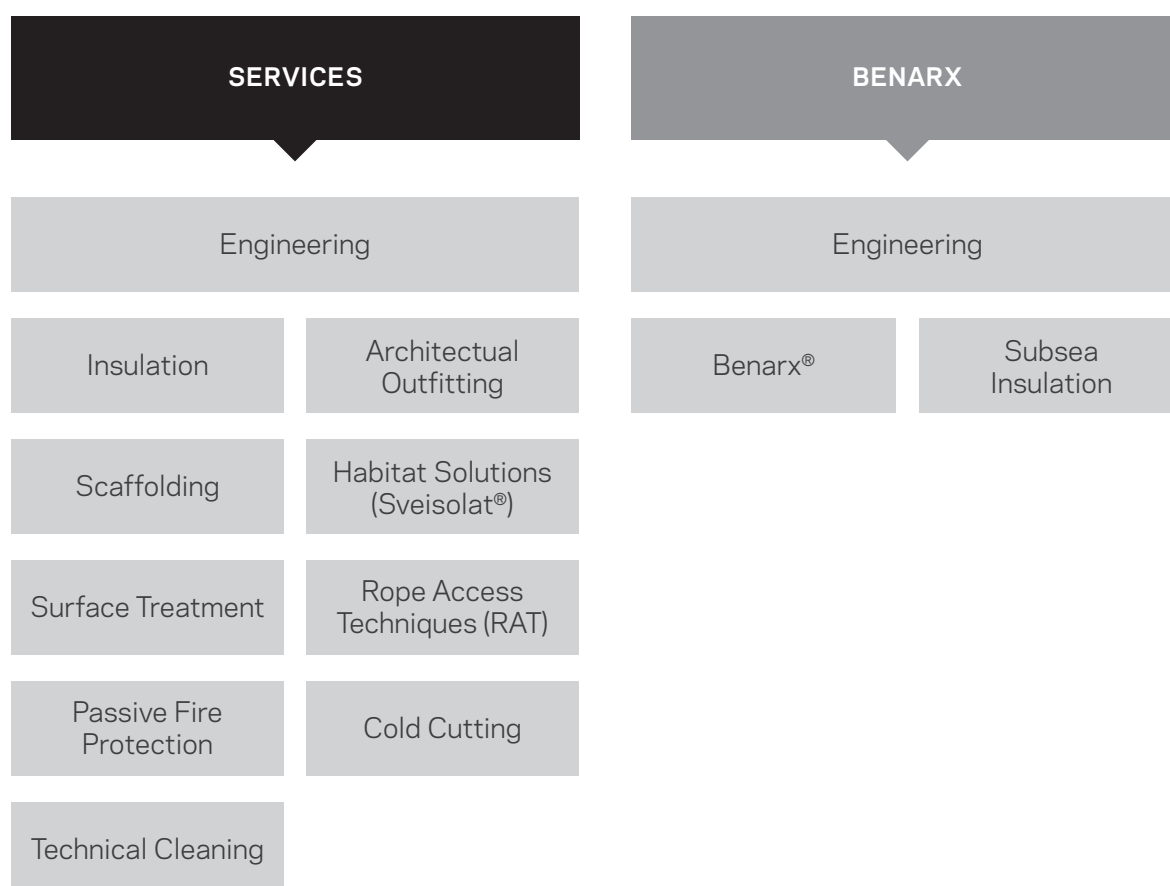 SERVICES
Engineering
Insulation
Architectual
Outfitting
Scaffolding
Habitat Solutions
(Sveisolat®)
Surface Treatment
Rope Access
Techniques (RAT)
Passive Fire
Protection
Cold Cutting
Technical Cleaning
BENARX
Engineering
Benarx®
Subsea
Insulation